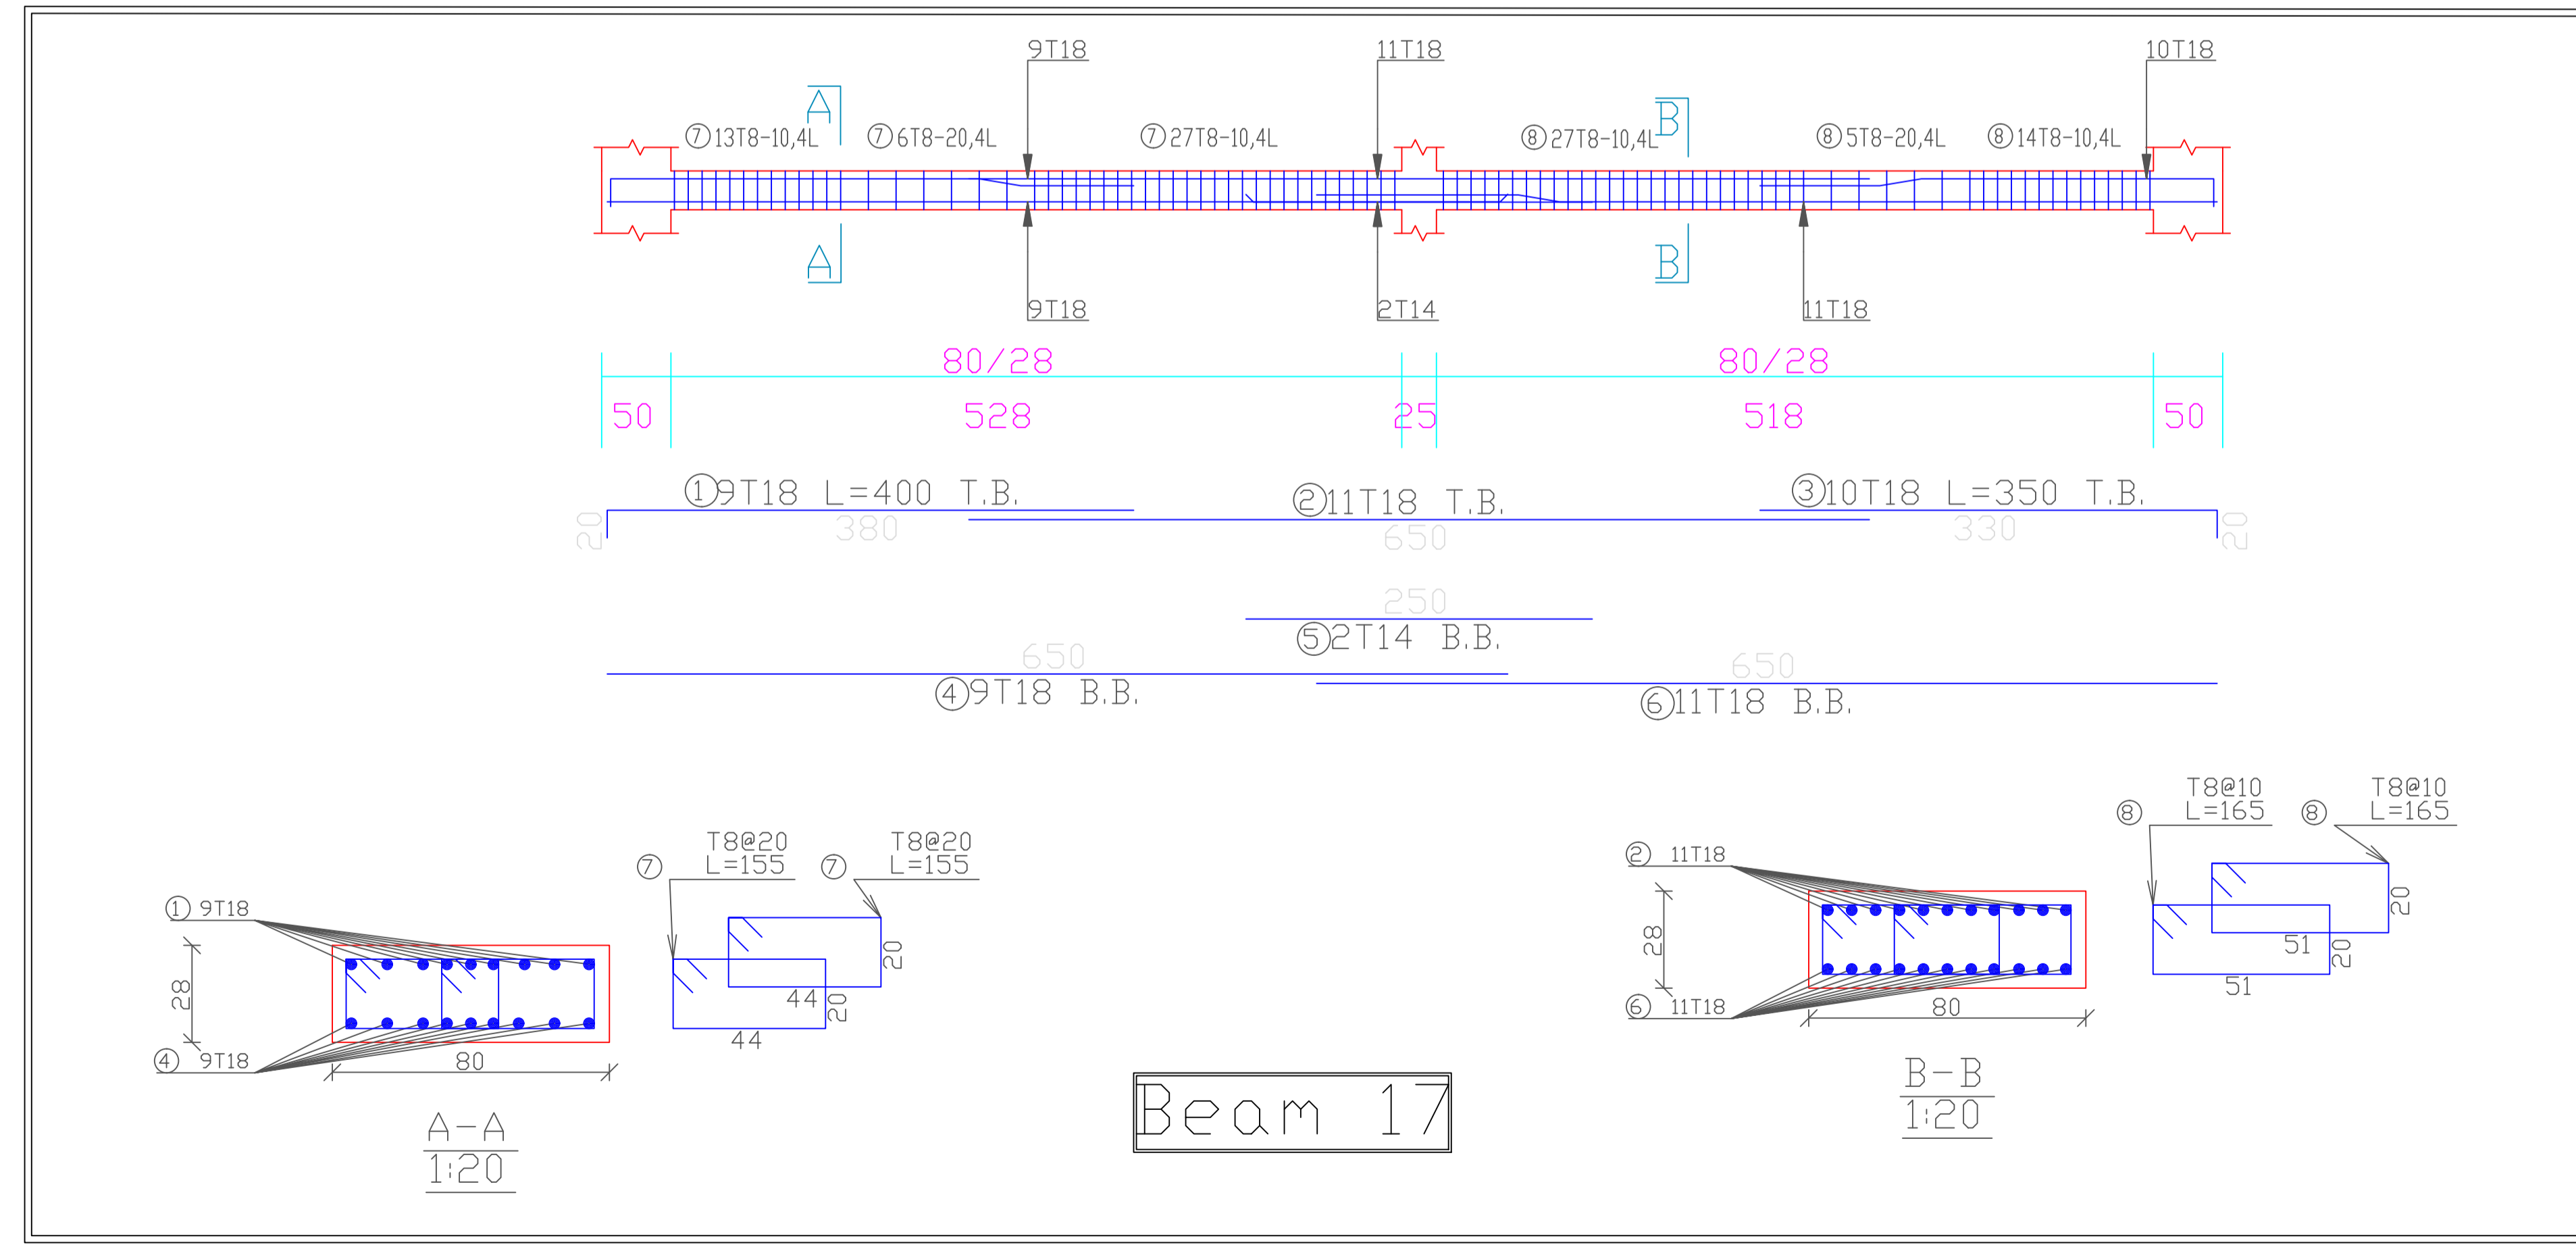 9T18
11T18
10T18
A
B
⑦13T8-10,4L
⑦6T8-20,4L
⑦27T8-10,4L
⑧27T8-10,4L
⑧5T8-20,4L
⑧14T8-10,4L
A
B
9T18
2T14
11T18
80/28
80/28
50
528
25
518
50
①9T18 L=400 T.B.
②11T18 T.B.
③10T18 L=350 T.B.
20
380
650
330
20
250
⑤2T14 B.B.
650
650
④9T18 B.B.
⑥11T18 B.B.
T8@20
L=155
⑦
T8@20
L=155
⑦
① 9T18
28
④ 9T18
80
20
44
20
44
A-A
1:20
Beam 17
T8@10
L=165
⑧
T8@10
L=165
⑧
② 11T18
28
⑥ 11T18
80
20
51
20
51
B-B
1:20